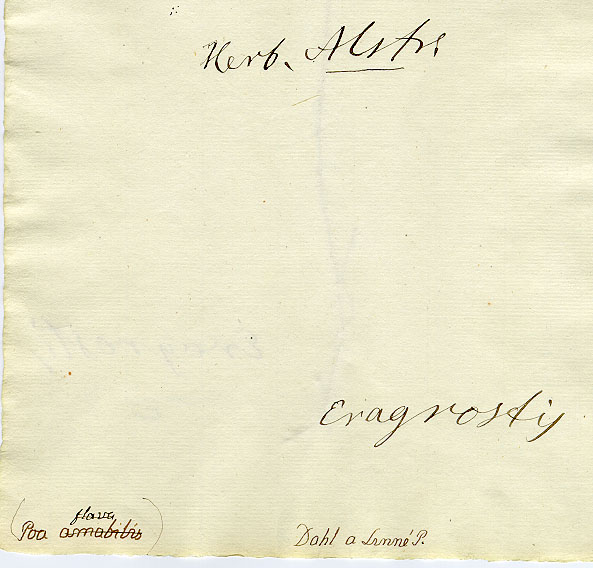 Herb. Alstr:
Eragrostis
flava
(Poa amabilis)
Dahl a Linné P.